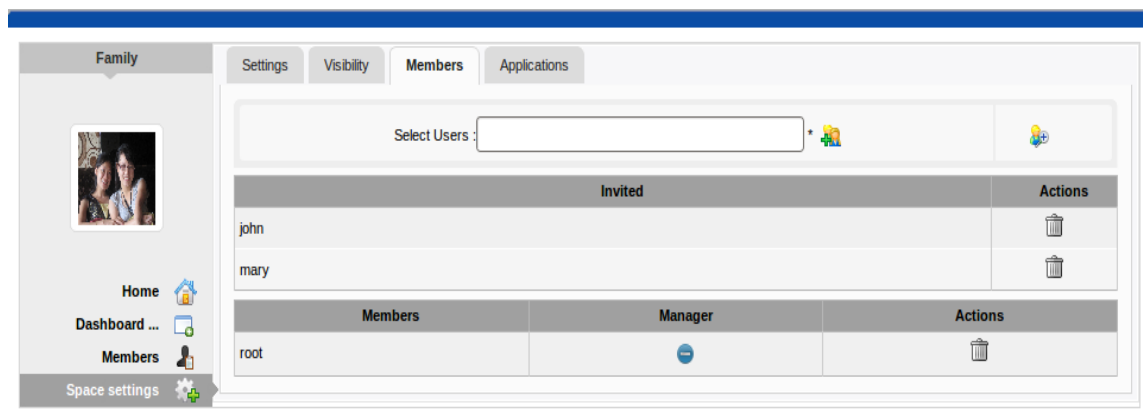 Family
Settings Visibility Members Applications
Select Users : *
Invited Actions
john
mary
Home
Dashboard ...
Members
Space settings
Members Manager Actions
root